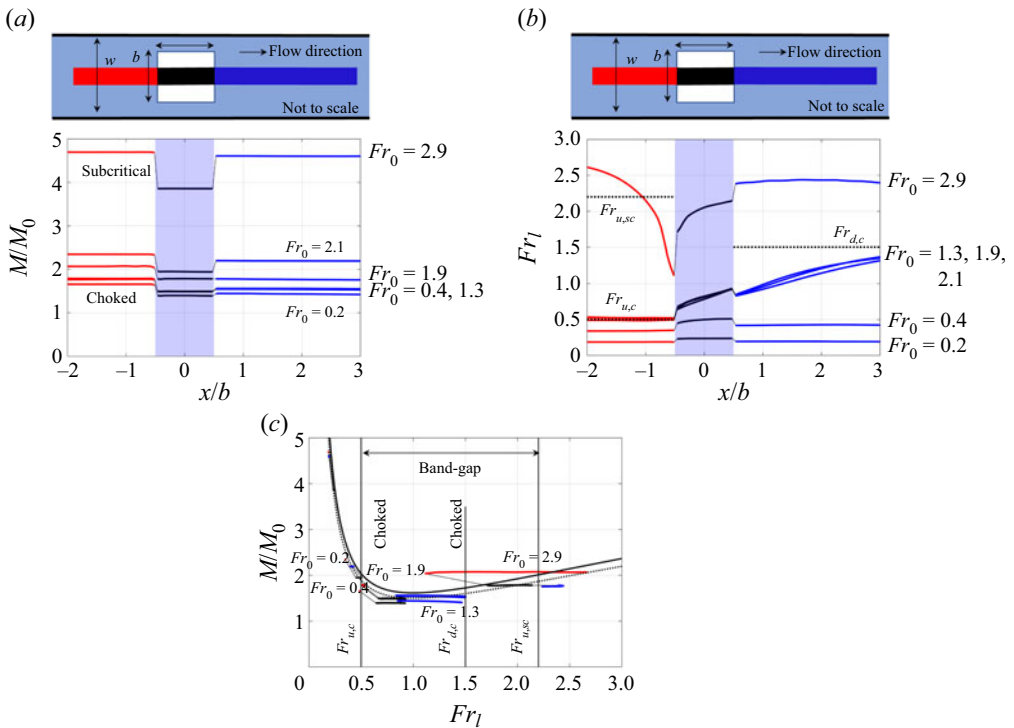 (a)
b
w
Flow direction
Not to scale
5
4
3
2
1
0
M/M0
Subcritical
Choked
Fr0 = 2.9
Fr0 = 2.1
Fr0 = 1.9
Fr0 = 0.4, 1.3
Fr0 = 0.2
–2
–1
0
1
2
3
x/b
(b)
b
w
Flow direction
Not to scale
3.0
2.5
2.0
1.5
1.0
0.5
0
Frl
Fru,sc
Fru,c
Frd,c
Fr0 = 2.9
Fr0 = 1.3, 1.9,
2.1
Fr0 = 0.4
Fr0 = 0.2
–2
–1
0
1
2
3
x/b
(c)
5
4
3
2
1
M/M0
Band-gap
Choked
Choked
Fr0 = 0.2
Fr0 = 1.9
Fr0 = 2.9
Fr0 = 0.4
Fr0 = 1.3
Fru,c
Frd,c
Fru,sc
0
0.5
1.0
1.5
2.0
2.5
3.0
Frl